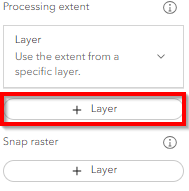 Processing extent
Layer
Use the extent from a
specific layer.
+ Layer
Snap raster
+ Layer